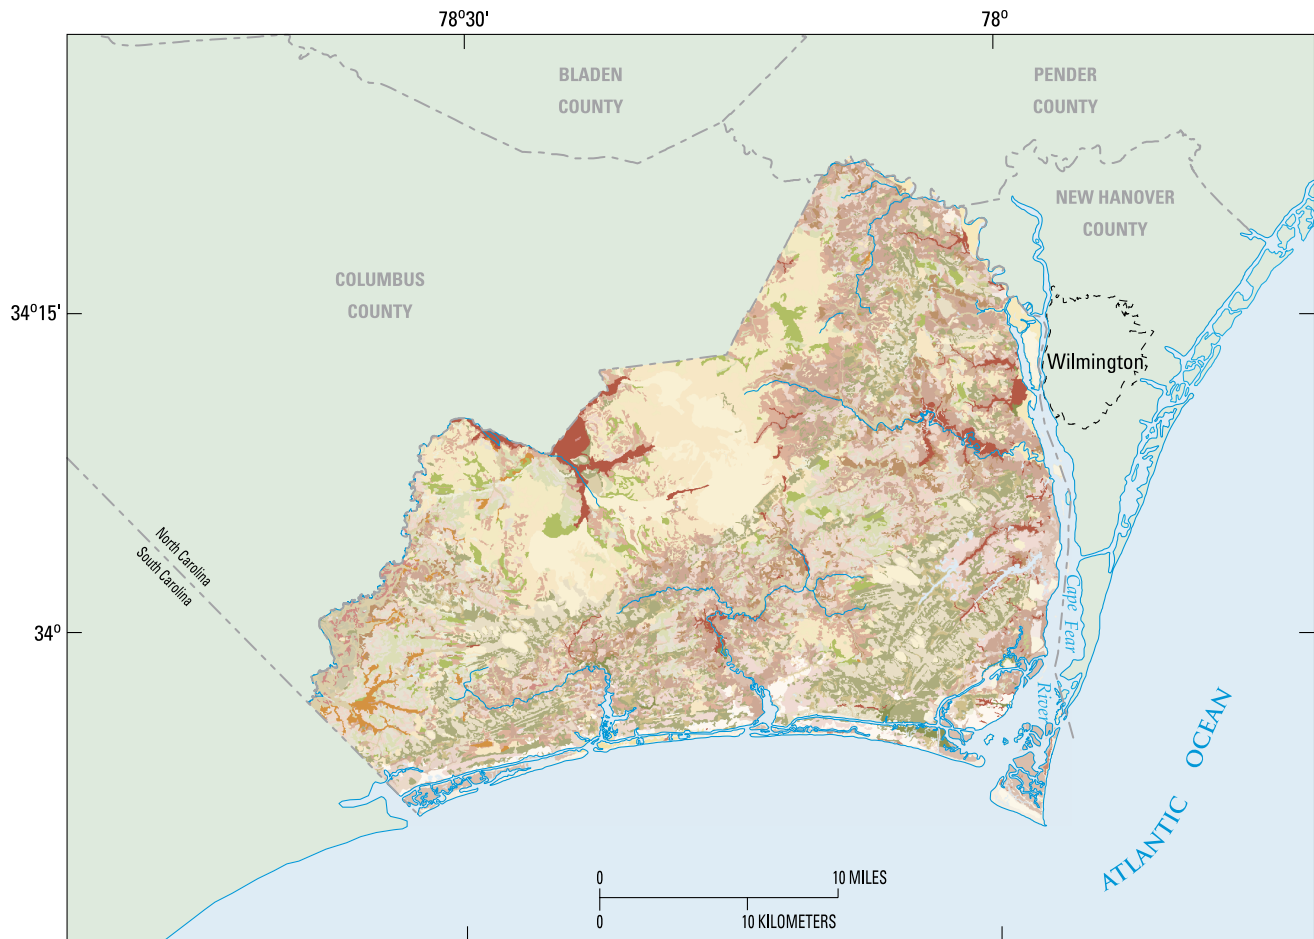 78°30'
78°
BLADEN
COUNTY
PENDER
COUNTY
NEW HANOVER
COUNTY
COLUMBUS
COUNTY
34°15'
Wilmington
North Carolina
South Carolina
34°
Cape Fear
River
ATLANTIC OCEAN
0 10 MILES
0 10 KILOMETERS